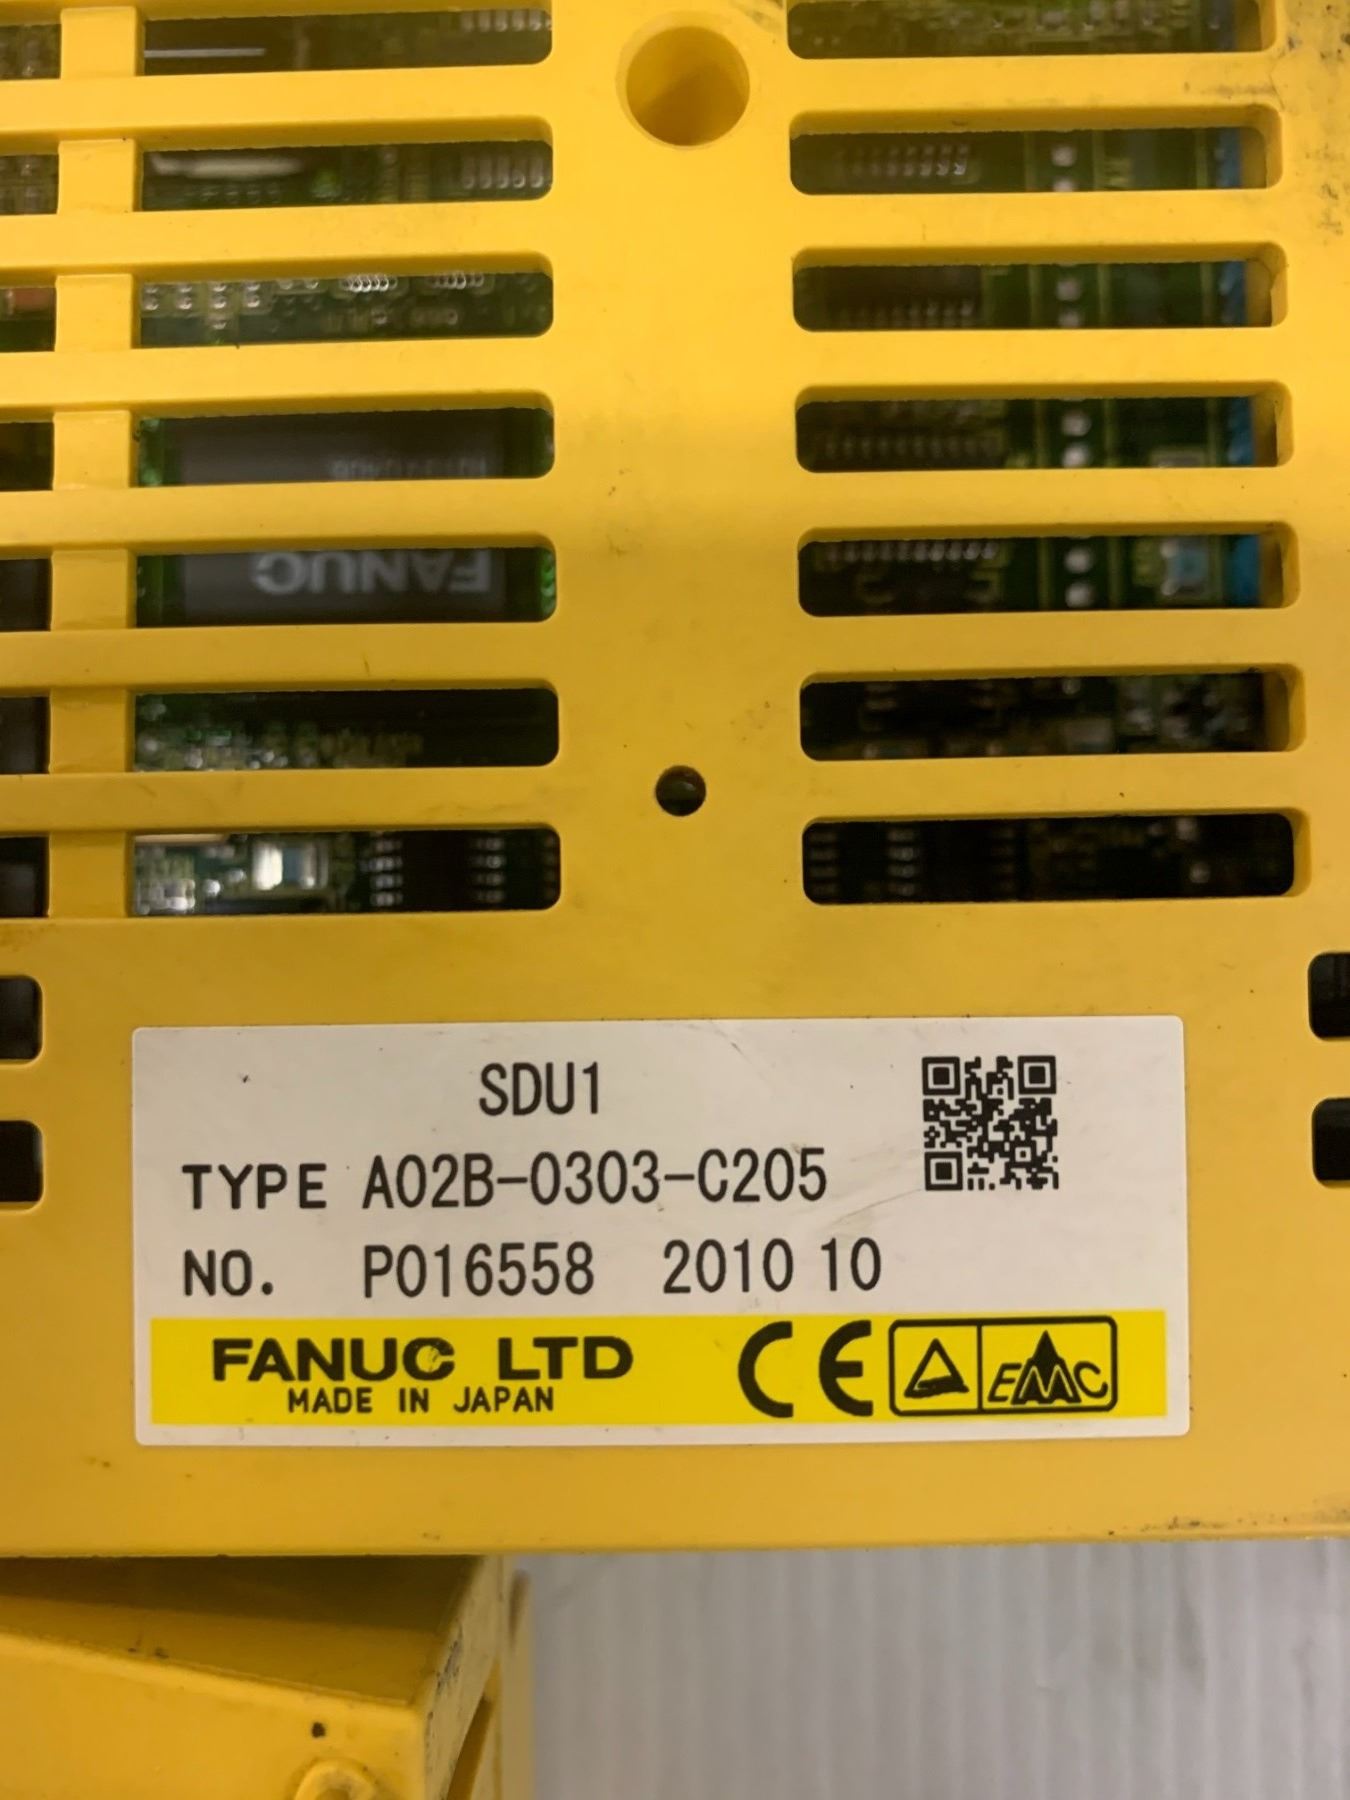 FANUC
SDU1
TYPE A02B-0303-C205
NO. P016558 2010 10
FANUC LTD
MADE IN JAPAN
CE EMC